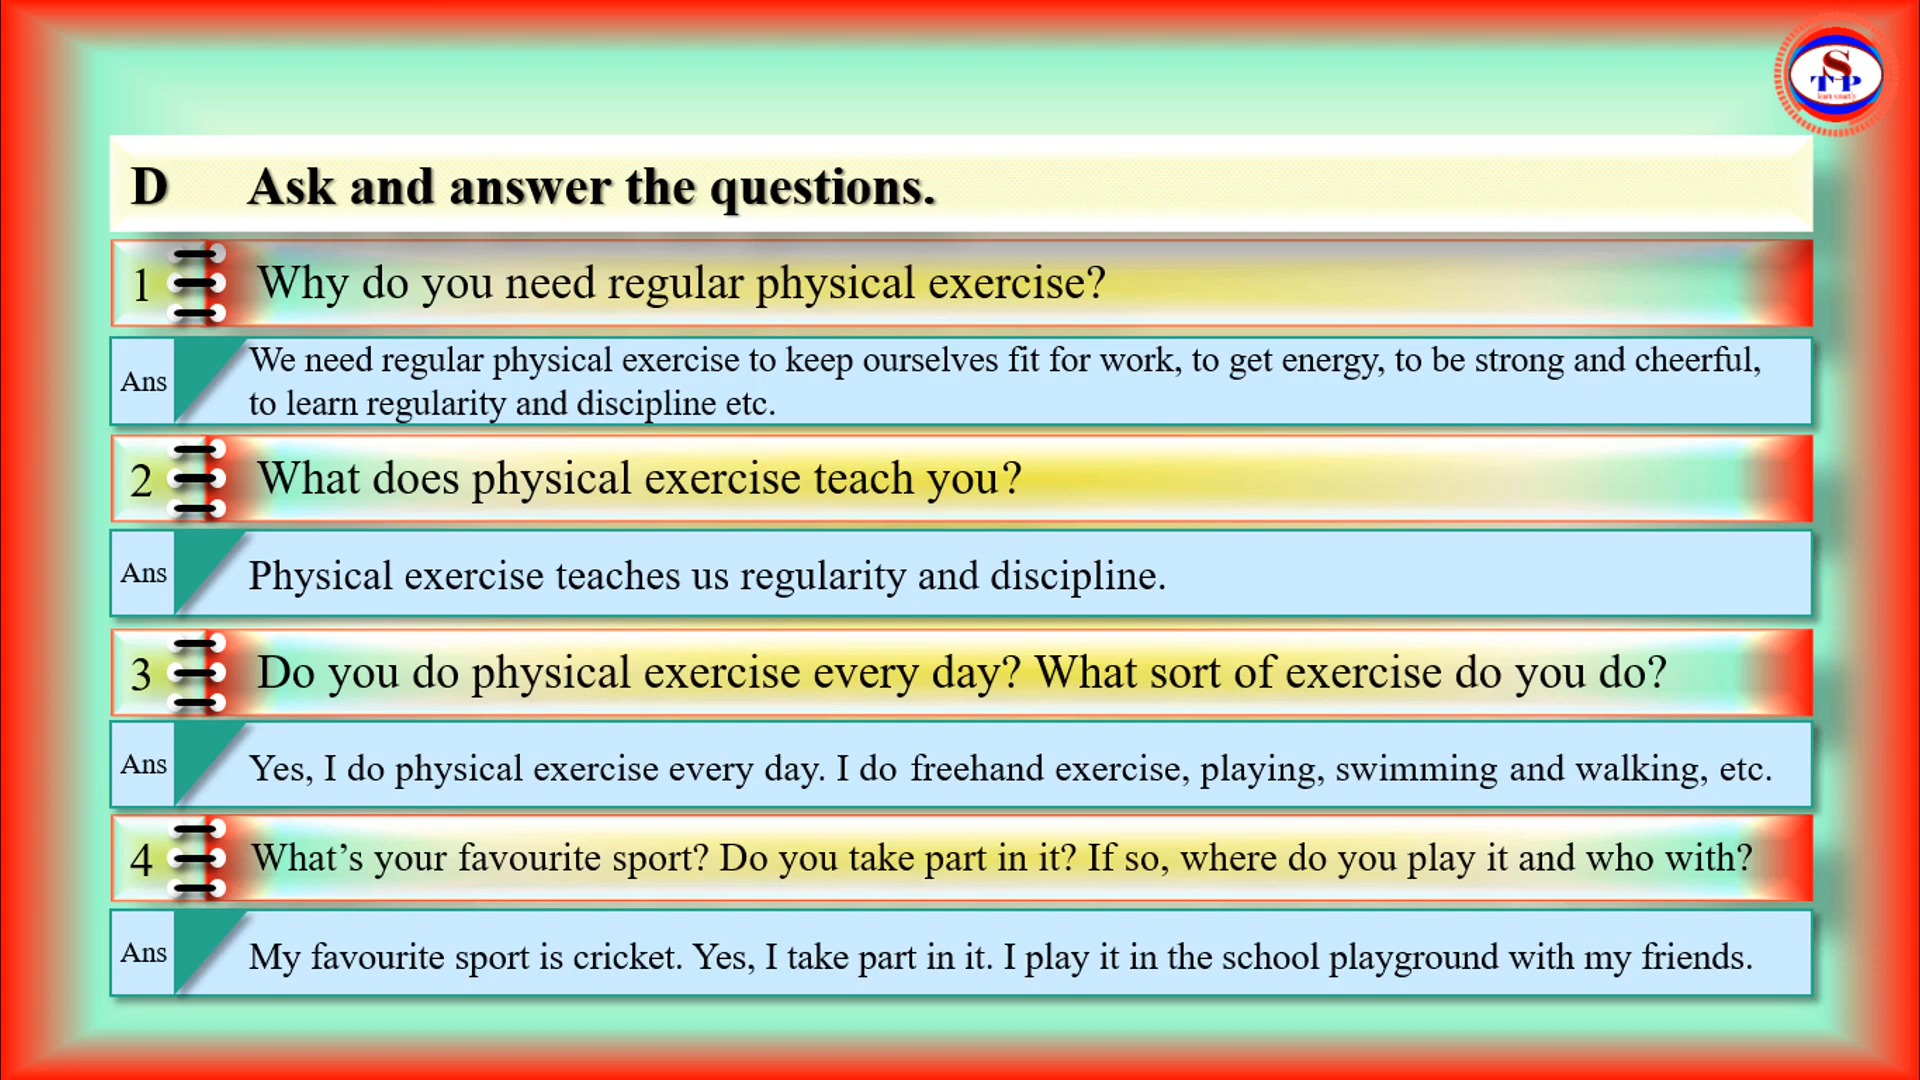 S
TP
learn smartly
D Ask and answer the questions.
1 Why do you need regular physical exercise?
Ans We need regular physical exercise to keep ourselves fit for work, to get energy, to be strong and cheerful,
to learn regularity and discipline etc.
2 What does physical exercise teach you?
Ans Physical exercise teaches us regularity and discipline.
3 Do you do physical exercise every day? What sort of exercise do you do?
Ans Yes, I do physical exercise every day. I do freehand exercise, playing, swimming and walking, etc.
4 What’s your favourite sport? Do you take part in it? If so, where do you play it and who with?
Ans My favourite sport is cricket. Yes, I take part in it. I play it in the school playground with my friends.